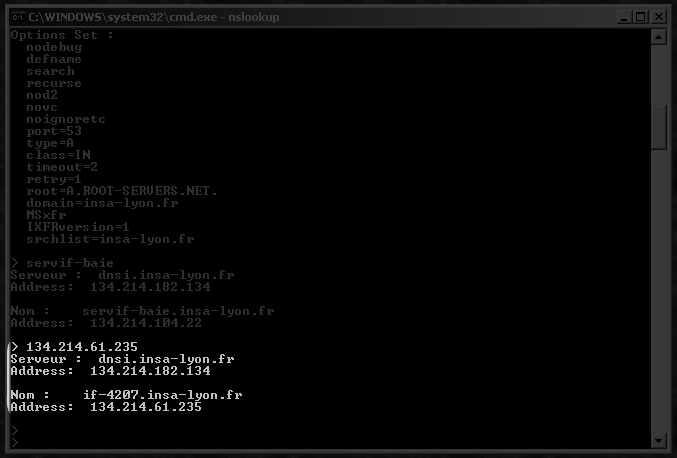 C:\WINDOWS\system32\cmd.exe - nslookup
Options Set :
nodebug
defname
search
recurse
nod2
novc
noignoretc
port=53
type=A
class=IN
timeout=2
retry=1
root=A.ROOT-SERVERS.NET.
domain=insa-lyon.fr
MSxfr
IXFRversion=1
srchlist=insa-lyon.fr
> servif-baie
Serveur :  dnsi.insa-lyon.fr
Address:  134.214.182.134
Nom :    servif-baie.insa-lyon.fr
Address:  134.214.104.22
> 134.214.61.235
Serveur :  dnsi.insa-lyon.fr
Address:  134.214.182.134
Nom :    if-4207.insa-lyon.fr
Address:  134.214.61.235
>
>